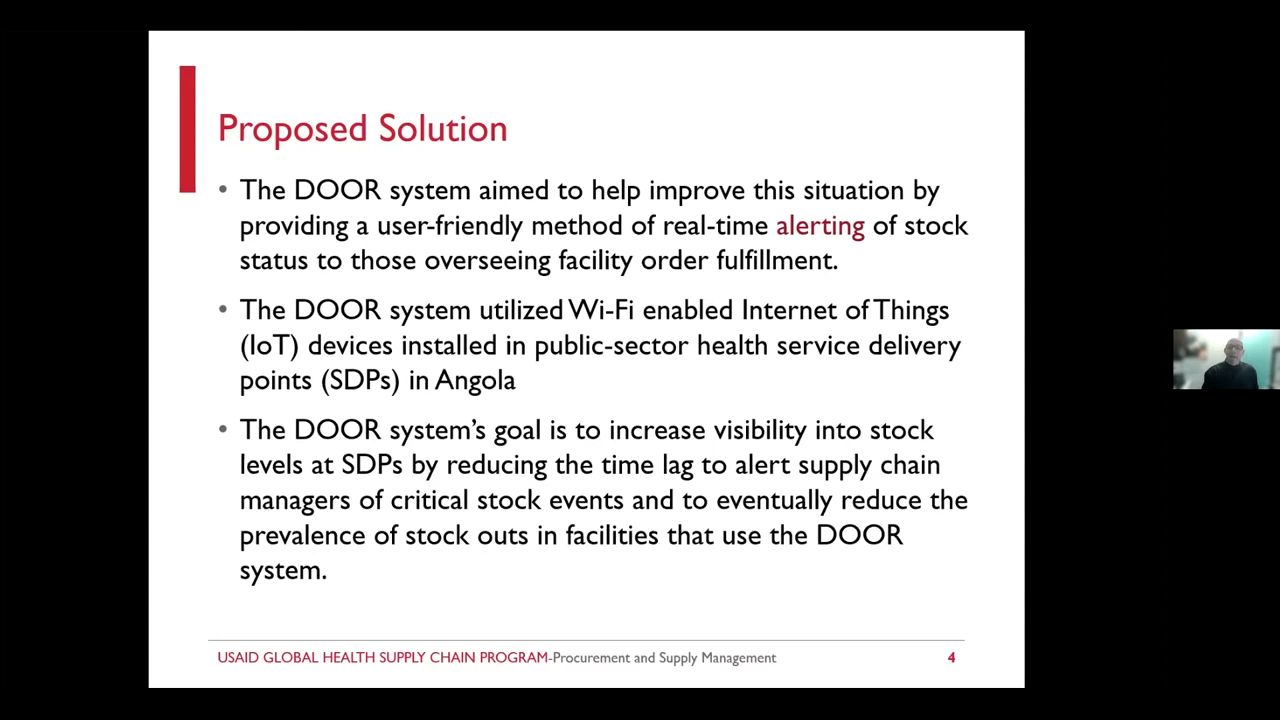 Proposed Solution
• The DOOR system aimed to help improve this situation by
providing a user-friendly method of real-time alerting of stock
status to those overseeing facility order fulfillment.
• The DOOR system utilized Wi-Fi enabled Internet of Things
(IoT) devices installed in public-sector health service delivery
points (SDPs) in Angola
• The DOOR system’s goal is to increase visibility into stock
levels at SDPs by reducing the time lag to alert supply chain
managers of critical stock events and to eventually reduce the
prevalence of stock outs in facilities that use the DOOR
system.
USAID GLOBAL HEALTH SUPPLY CHAIN PROGRAM-Procurement and Supply Management 4